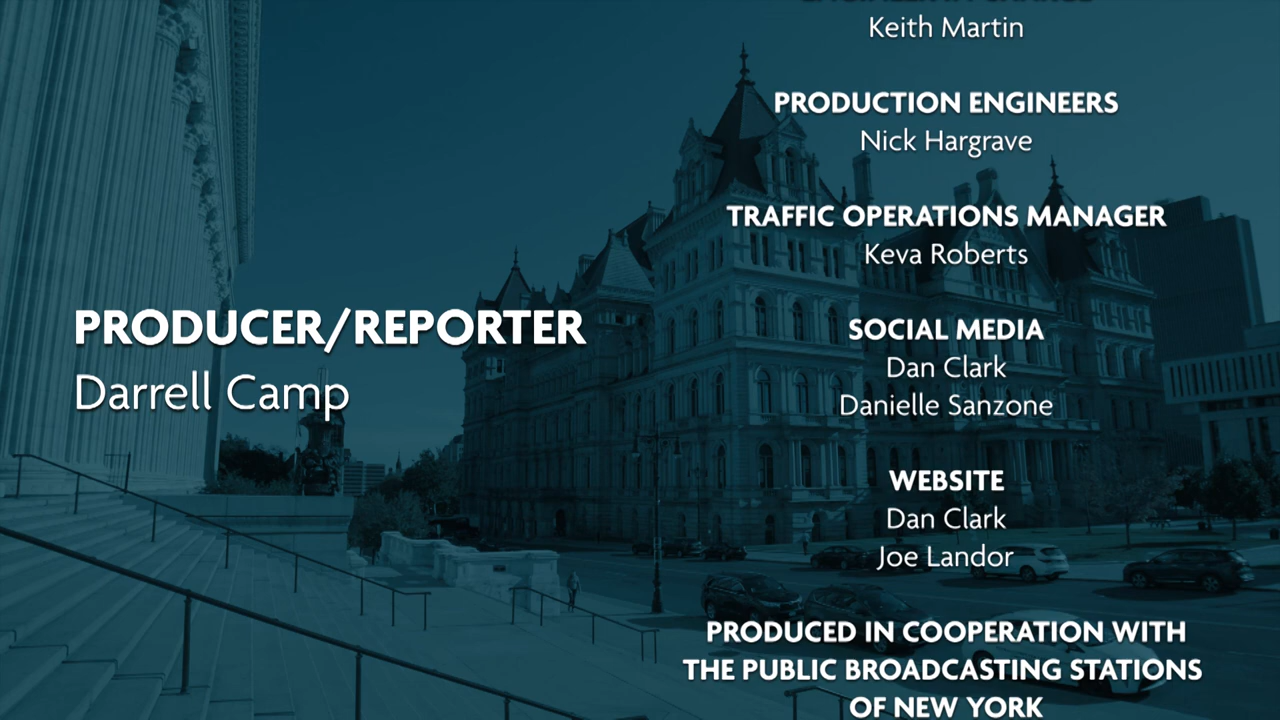 PRODUCER/REPORTER
Darrell Camp
Keith Martin
PRODUCTION ENGINEERS
Nick Hargrave
TRAFFIC OPERATIONS MANAGER
Keva Roberts
SOCIAL MEDIA
Dan Clark
Danielle Sanzone
WEBSITE
Dan Clark
Joe Landor
PRODUCED IN COOPERATION WITH
THE PUBLIC BROADCASTING STATIONS
OF NEW YORK